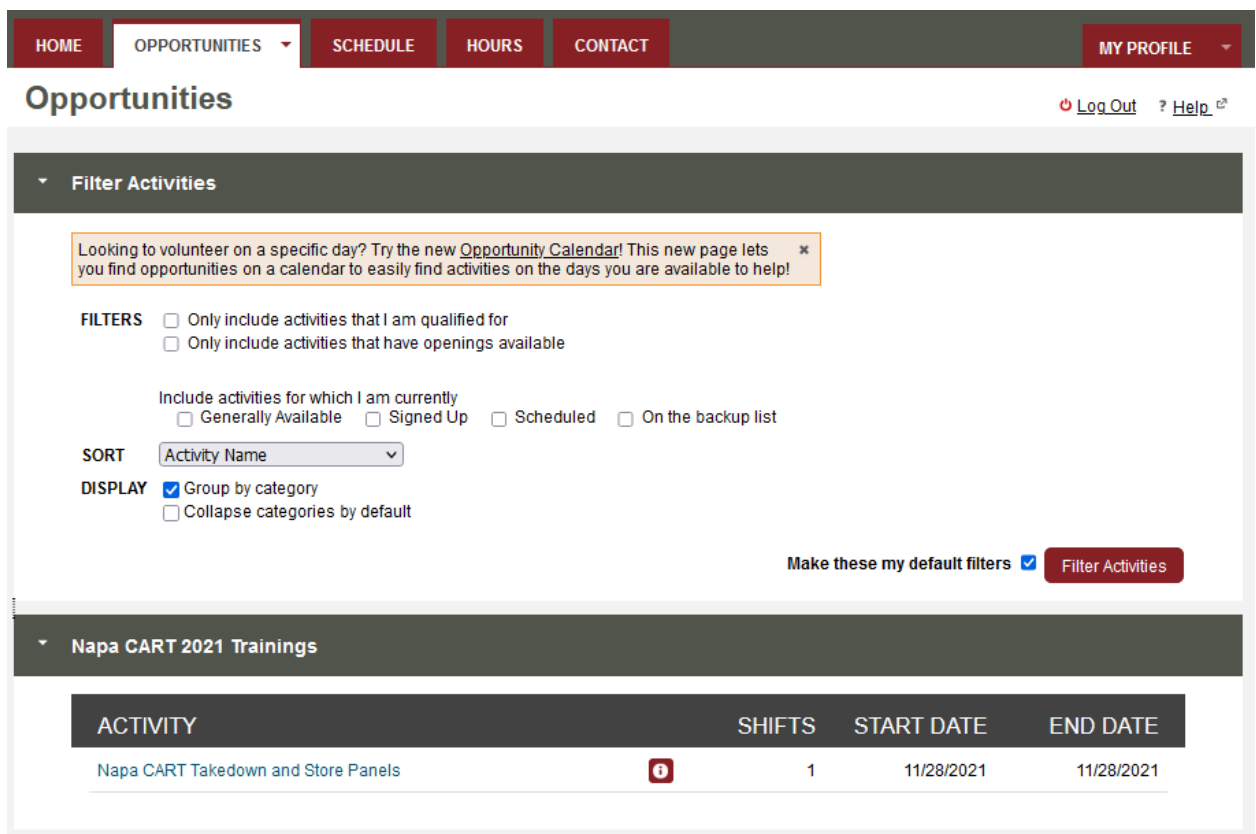 HOME OPPORTUNITIES SCHEDULE HOURS CONTACT MY PROFILE
Opportunities
Log Out ? Help
Filter Activities
Looking to volunteer on a specific day? Try the new Opportunity Calendar! This new page lets
you find opportunities on a calendar to easily find activities on the days you are available to help!
FILTERS Only include activities that I am qualified for
Only include activities that have openings available
Include activities for which I am currently
Generally Available Signed Up Scheduled On the backup list
SORT Activity Name
DISPLAY Group by category
Collapse categories by default
Make these my default filters Filter Activities
Napa CART 2021 Trainings
ACTIVITY SHIFTS START DATE END DATE
Napa CART Takedown and Store Panels 1 11/28/2021 11/28/2021